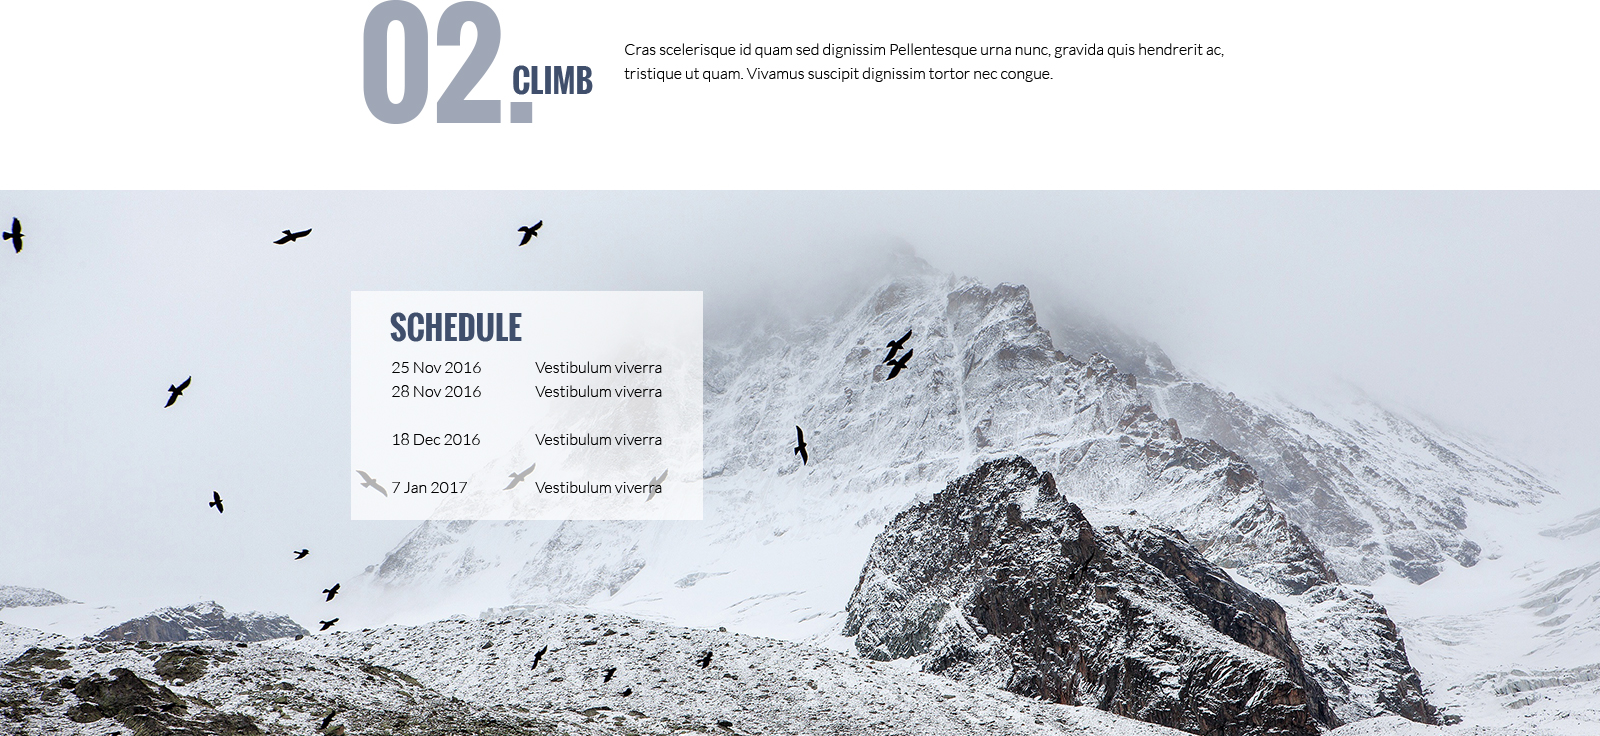 02.
CLIMB
Cras scelerisque id quam sed dignissim Pellentesque urna nunc, gravida quis hendrerit ac,
tristique ut quam. Vivamus suscipit dignissim tortor nec congue.
SCHEDULE
25 Nov 2016 Vestibulum viverra
28 Nov 2016 Vestibulum viverra
18 Dec 2016 Vestibulum viverra
7 Jan 2017 Vestibulum viverra